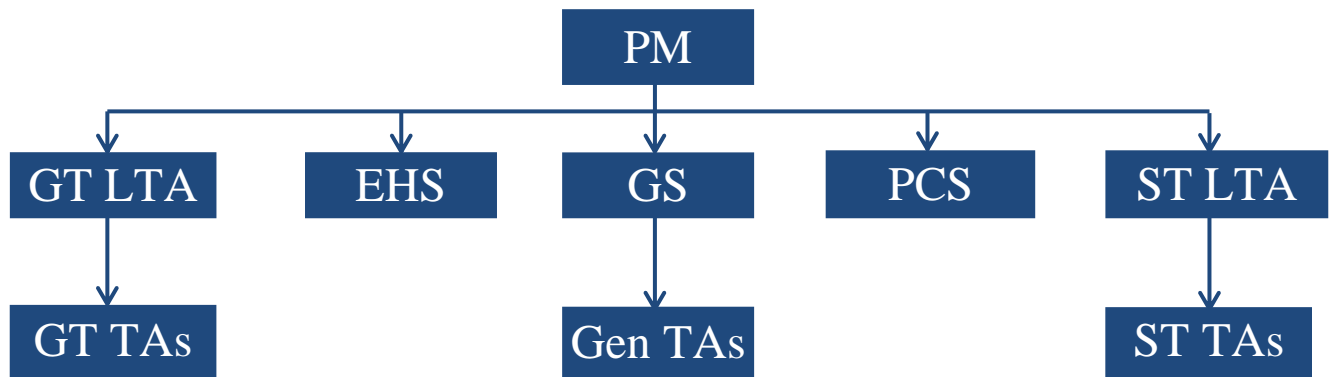 PM
GT LTA
EHS
GS
PCS
ST LTA
GT TAs
Gen TAs
ST TAs